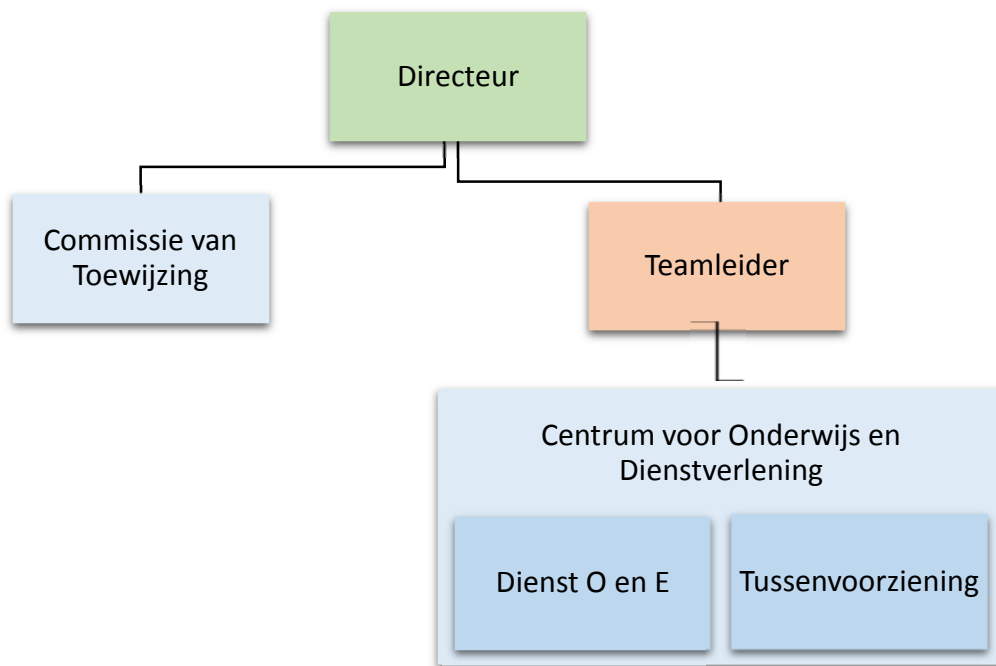 Directeur
Commissie van
Toewijzing
Teamleider
Centrum voor Onderwijs en
Dienstverlening
Dienst O en E
Tussenvoorziening